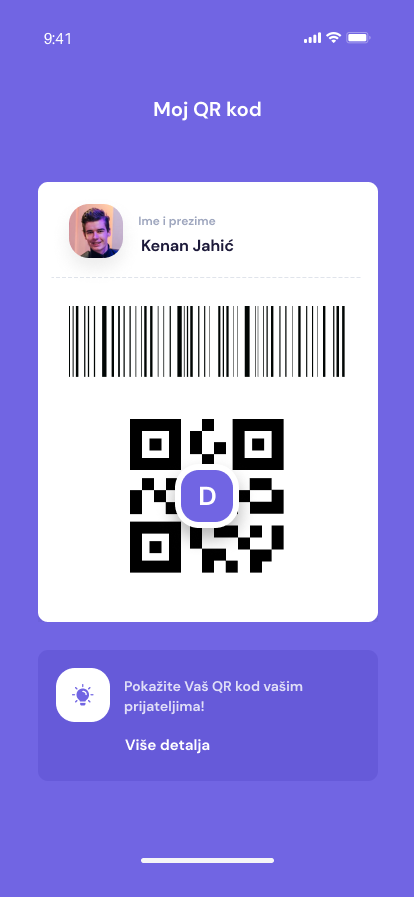 9:41
Moj QR kod
Ime i prezime
Kenan Jahić
D
Pokažite Vaš QR kod vašim
prijateljima!
Više detalja